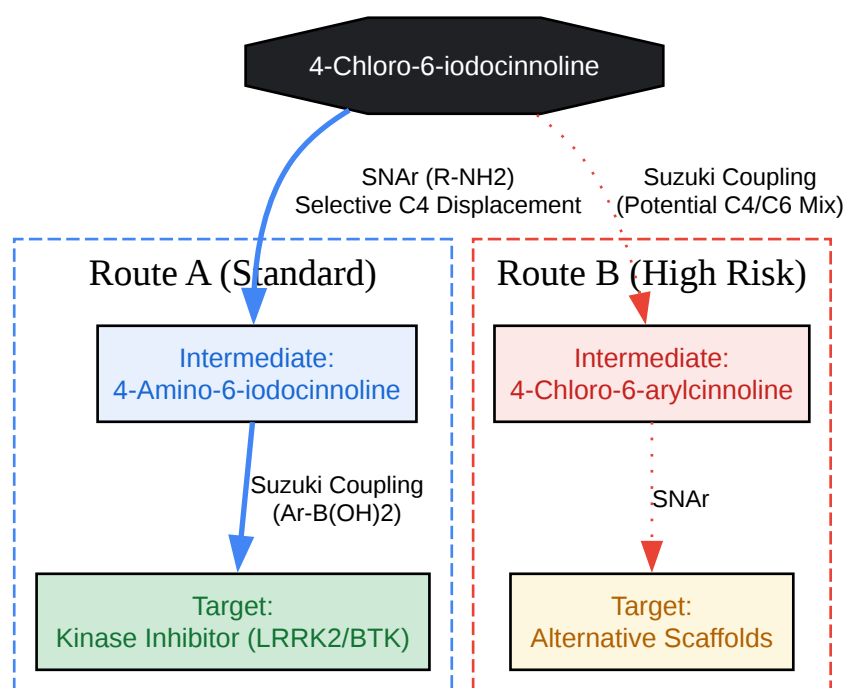 4-Chloro-6-iodocinnoline
SNAr (R-NH2)
Selective C4 Displacement
Suzuki Coupling
(Potential C4/C6 Mix)
Route A (Standard)
Intermediate:
4-Amino-6-iodocinnoline
Suzuki Coupling
(Ar-B(OH)2)
Target:
Kinase Inhibitor (LRRK2/BTK)
Route B (High Risk)
Intermediate:
4-Chloro-6-arylcinnoline
SNAr
Target:
Alternative Scaffolds